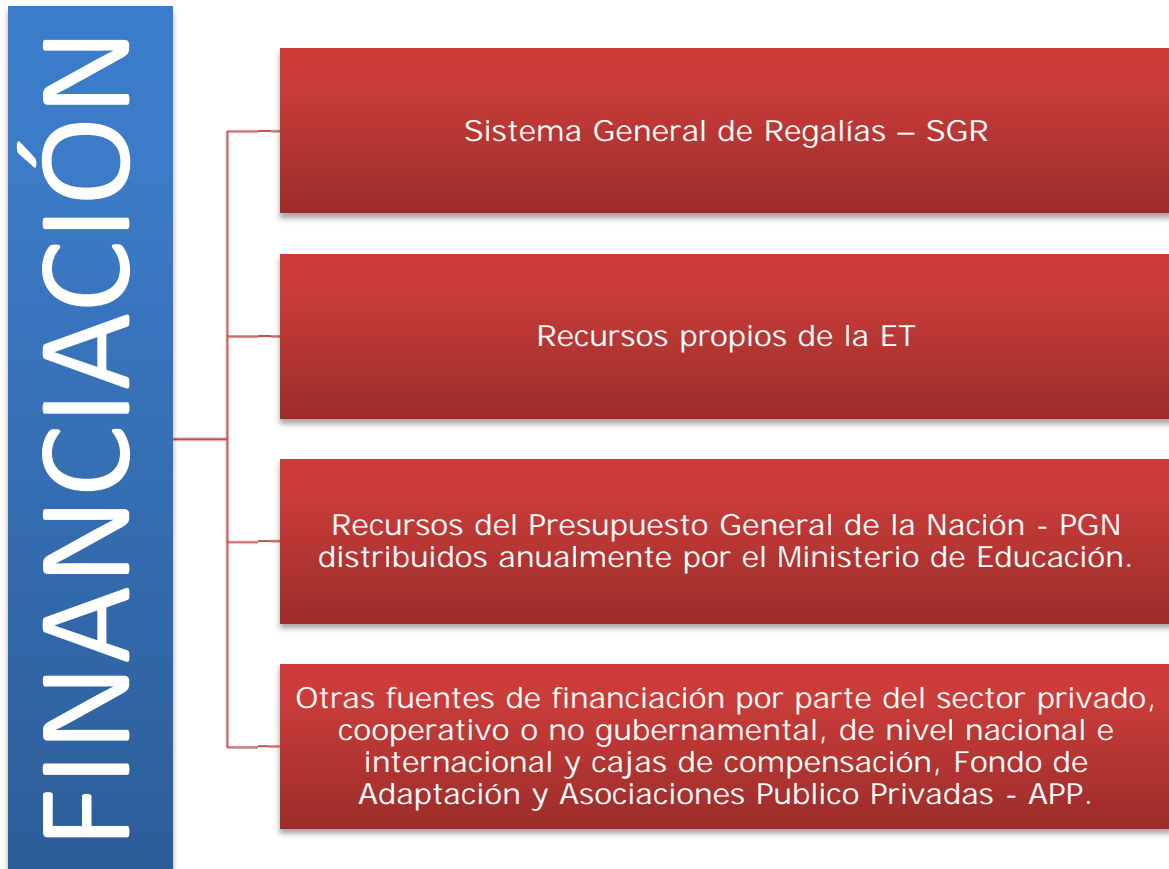 FINANCIACIÓN
Sistema General de Regalías – SGR
Recursos propios de la ET
Recursos del Presupuesto General de la Nación - PGN
distribuidos anualmente por el Ministerio de Educación.
Otras fuentes de financiación por parte del sector privado,
cooperativo o no gubernamental, de nivel nacional e
internacional y cajas de compensación, Fondo de
Adaptación y Asociaciones Publico Privadas - APP.